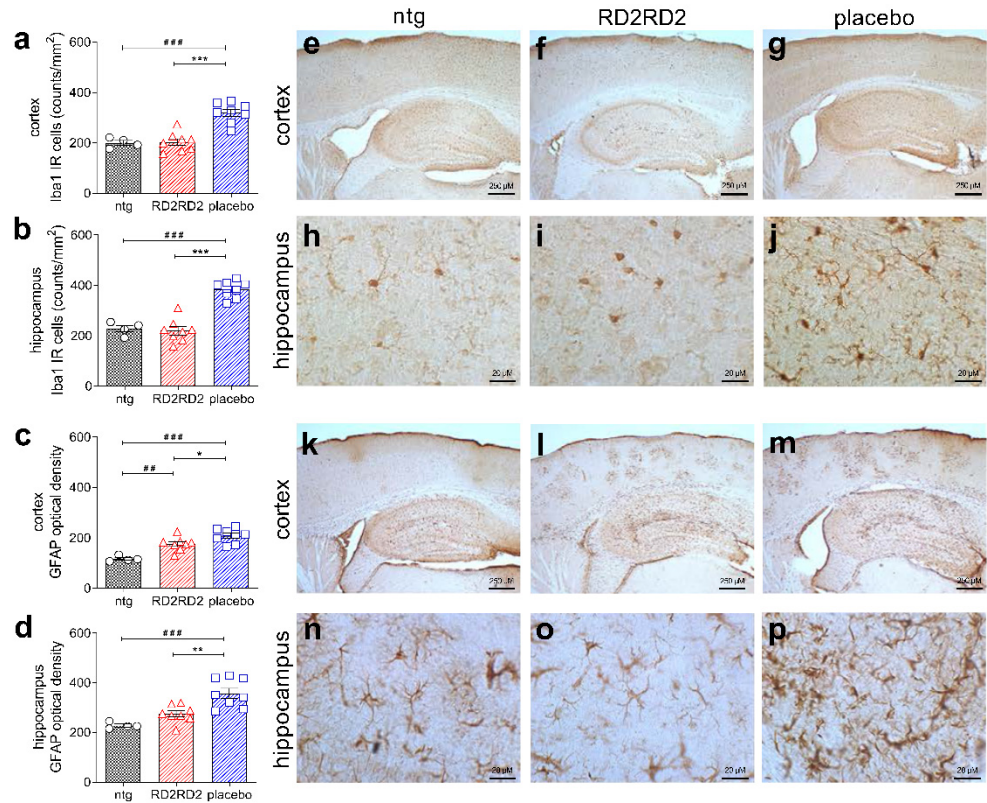 ntg RD2RD2 placebo
a
cortex
Iba1 IR cells (counts/mm²)
600
400
200
0
###
***
ntg RD2RD2 placebo
cortex
e
250 µM
f
250 µM
g
250 µM
b
hippocampus
Iba1 IR cells (counts/mm²)
600
400
200
0
###
***
ntg RD2RD2 placebo
hippocampus
h
20 µM
i
20 µM
j
20 µM
c
cortex
GFAP optical density
600
400
200
0
###
*
##
ntg RD2RD2 placebo
cortex
k
250 µM
l
250 µM
m
250 µM
d
hippocampus
GFAP optical density
600
400
200
0
###
**
ntg RD2RD2 placebo
hippocampus
n
20 µM
o
20 µM
p
20 µM